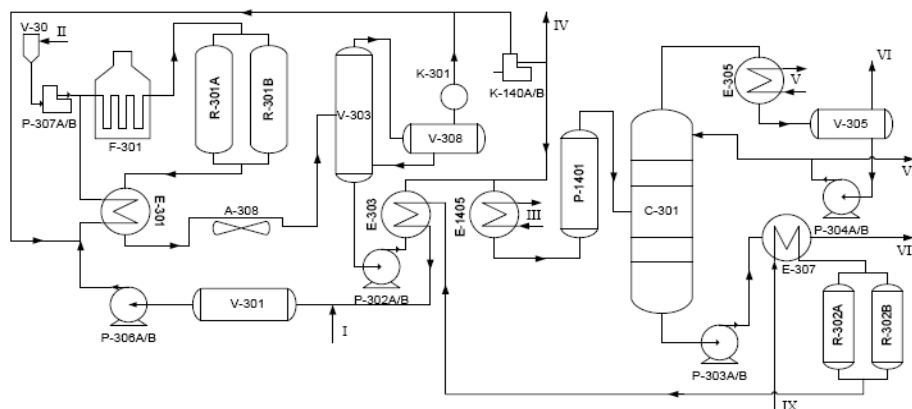 V-30
II
P-307A/B
F-301
R-301A
R-301B
E-301
A-308
V-303
K-301
V-308
K-140A/B
IV
E-303
P-302A/B
E-1405
III
P-1401
C-301
E-305
V
V-305
VI
V
P-304A/B
VI
E-307
R-302A
R-302B
P-303A/B
IX
V-301
P-306A/B
I